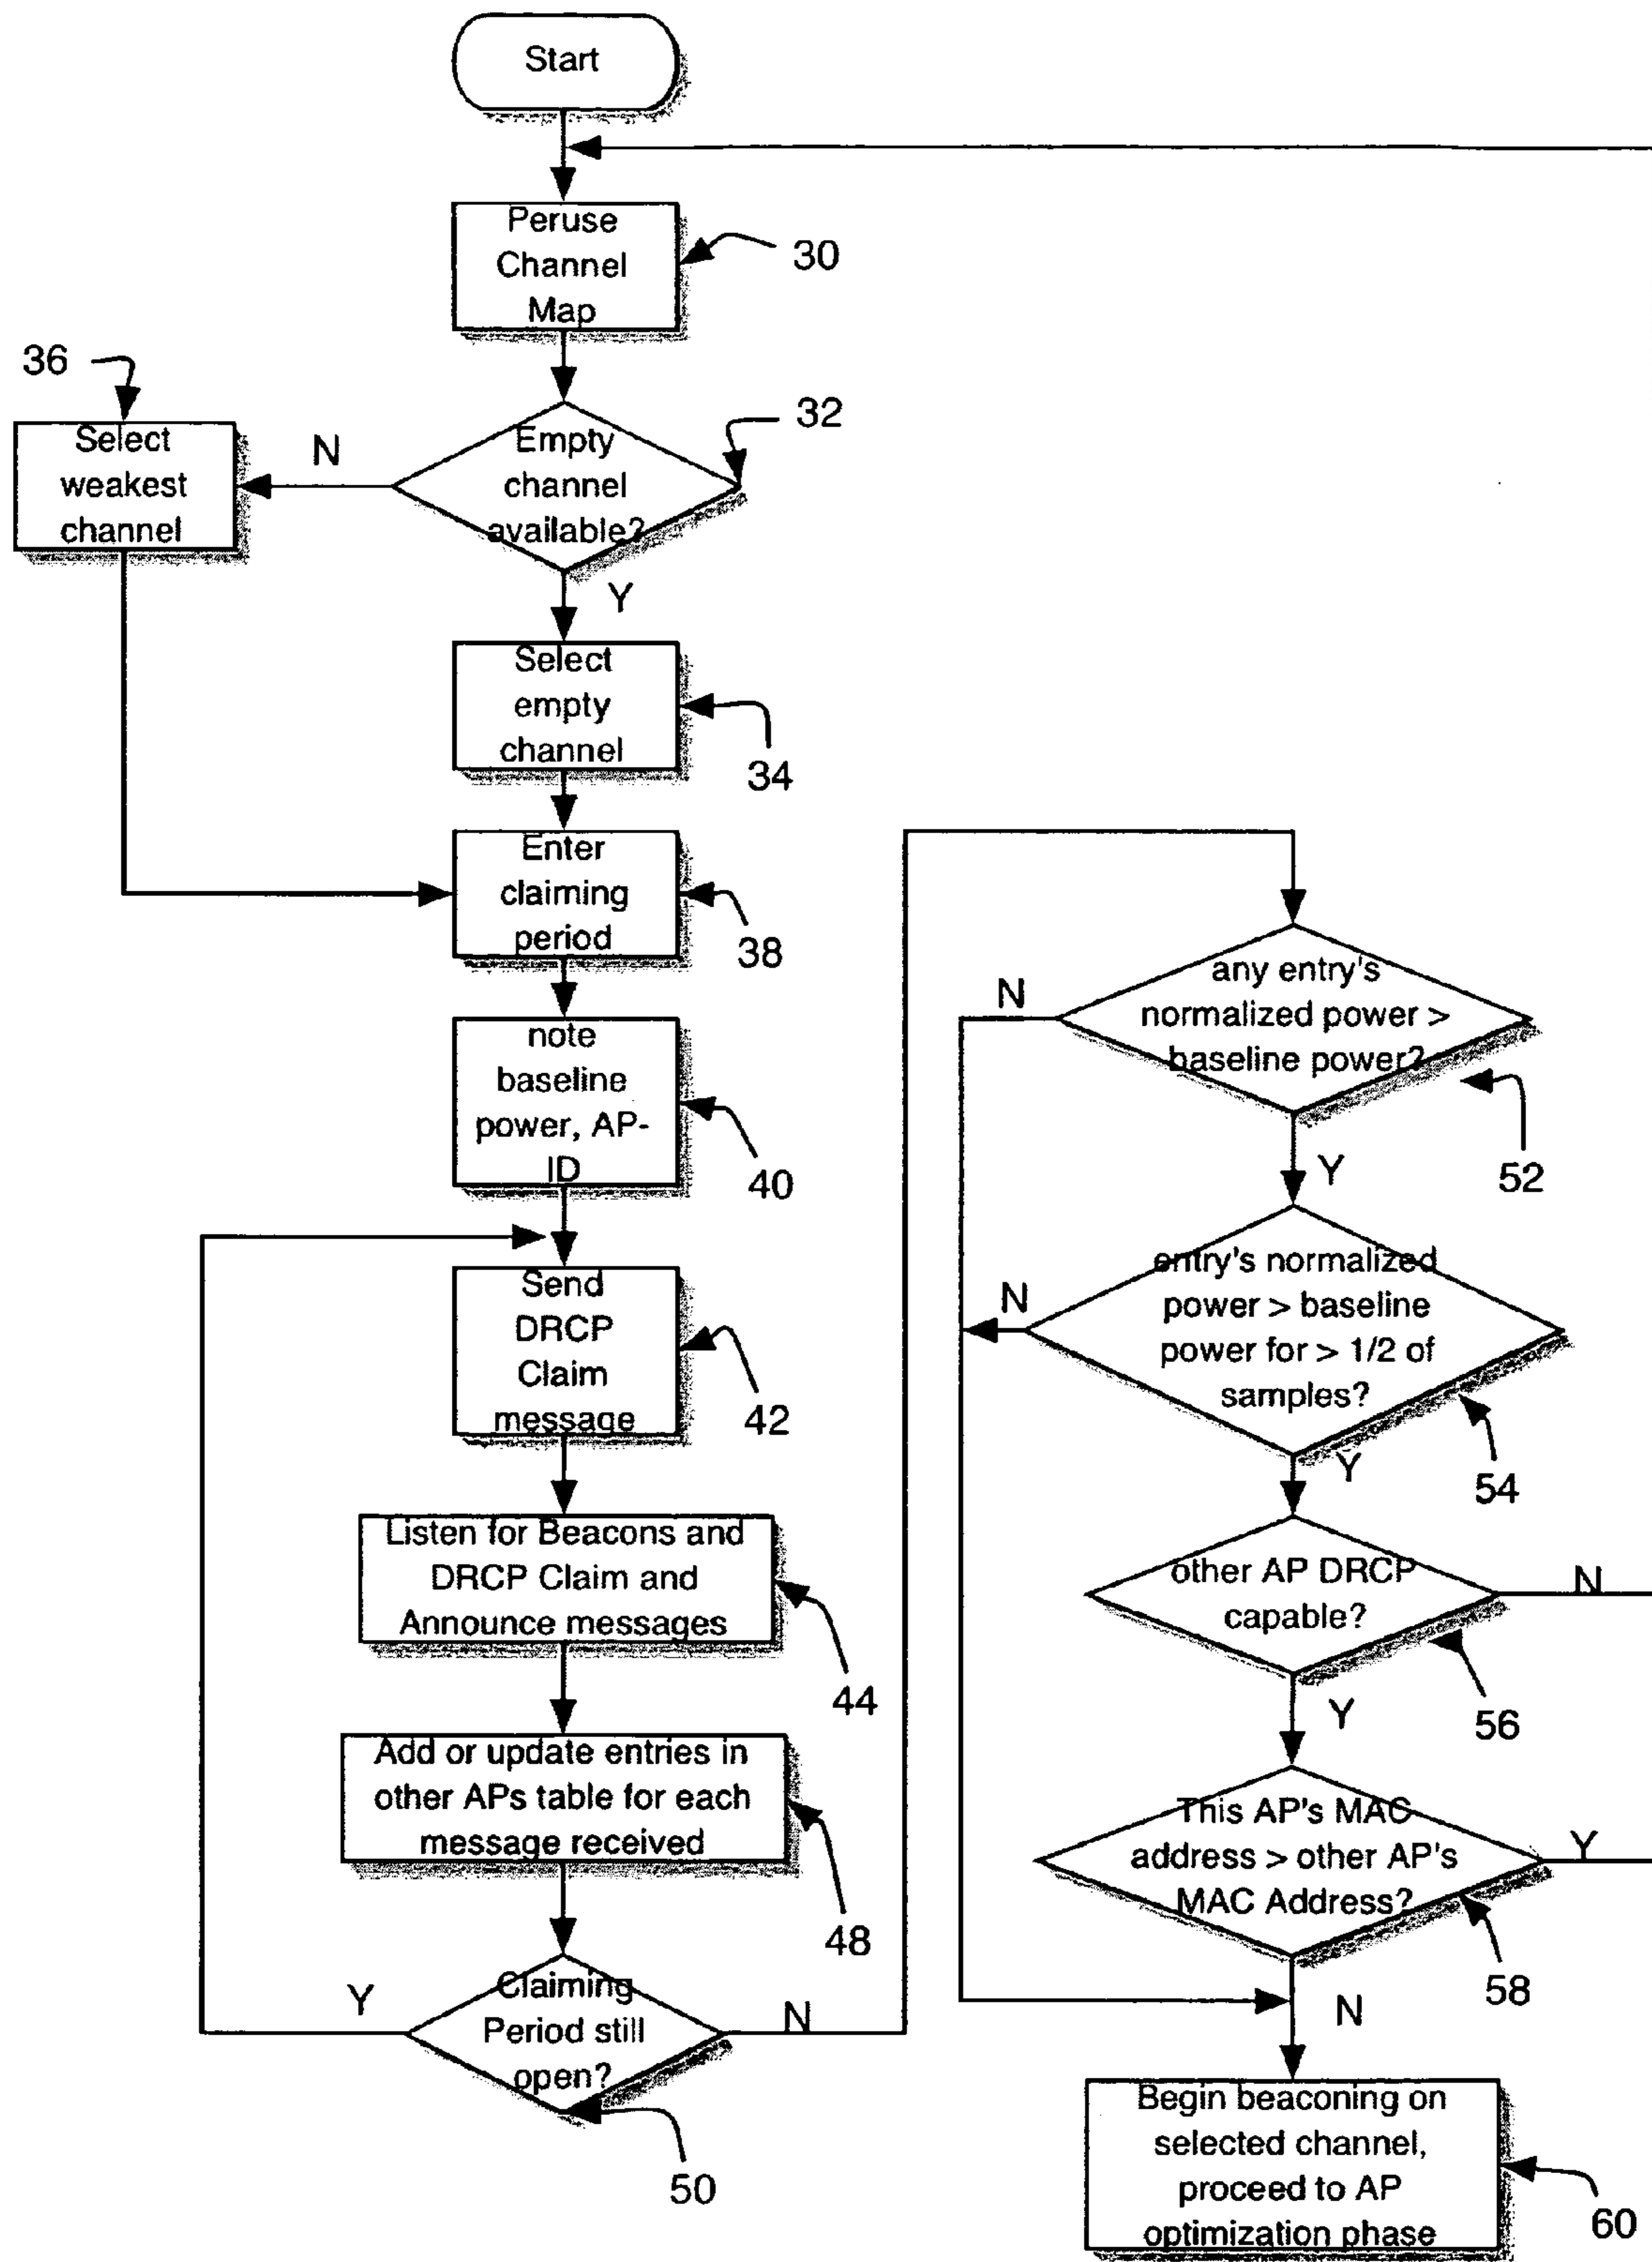 Start
Peruse
Channel
Map
30
36
Select
weakest
channel
N
Empty
channel
available?
32
Y
Select
empty
channel
34
Enter
claiming
period
38
note
baseline
power, AP-
ID
40
Send
DRCP
Claim
message
42
Listen for Beacons and
DRCP Claim and
Announce messages
44
Add or update entries in
other APs table for each
message received
48
Y
Claiming
Period still
open?
N
50
N
any entry's
normalized power >
baseline power?
52
Y
N
entry's normalized
power > baseline
power for > 1/2 of
samples?
54
Y
other AP DRCP
capable?
N
56
Y
This AP's MAC
address > other AP's
MAC Address?
Y
58
N
Begin beaconing on
selected channel,
proceed to AP
optimization phase
60